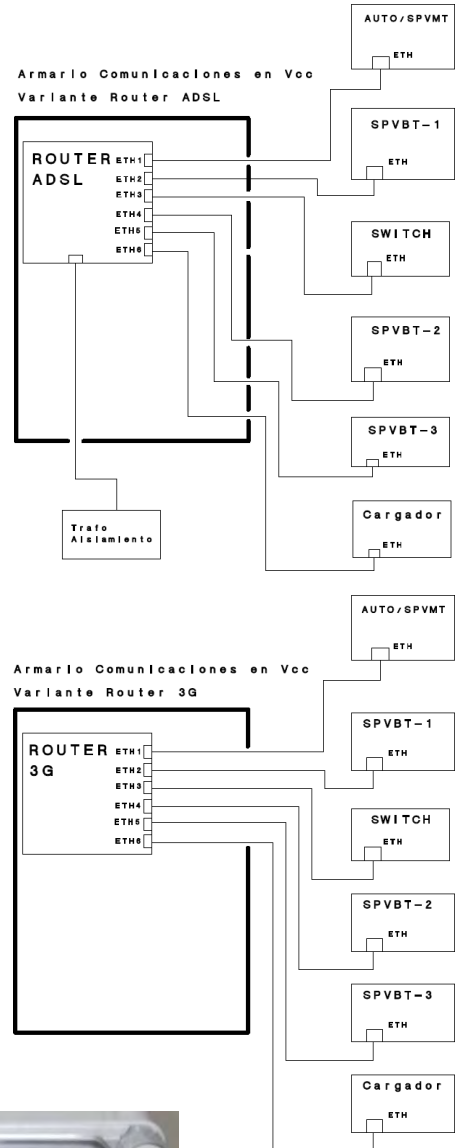 AUTO/SPVMT
ETH
Armario Comunicaciones en Vcc
Variante Router ADSL
SPVBT-1
ETH
ROUTER
ADSL
ETH1
ETH2
ETH3
ETH4
ETH5
ETH6
SWITCH
ETH
SPVBT-2
ETH
SPVBT-3
ETH
Trafo
Aislamiento
Cargador
ETH
AUTO/SPVMT
ETH
Armario Comunicaciones en Vcc
Variante Router 3G
SPVBT-1
ETH
ROUTER
3G
ETH1
ETH2
ETH3
ETH4
ETH5
ETH6
SWITCH
ETH
SPVBT-2
ETH
SPVBT-3
ETH
Cargador
ETH